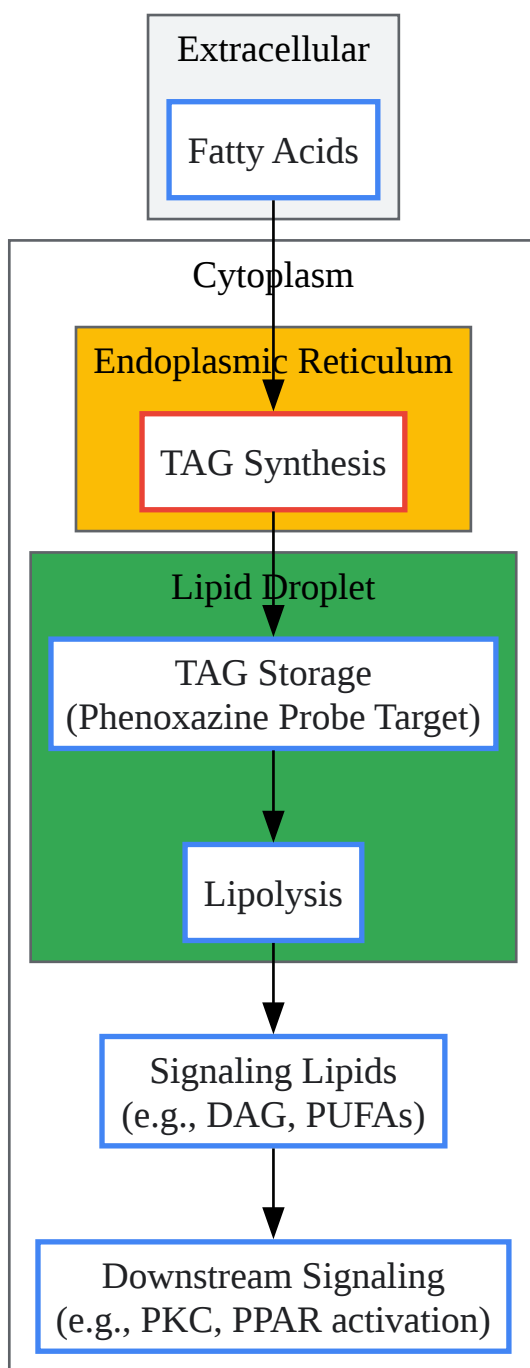 Extracellular
Fatty Acids
Cytoplasm
Endoplasmic Reticulum
TAG Synthesis
Lipid Droplet
TAG Storage
(Phenoxazine Probe Target)
Lipolysis
Signaling Lipids
(e.g., DAG, PUFAs)
Downstream Signaling
(e.g., PKC, PPAR activation)